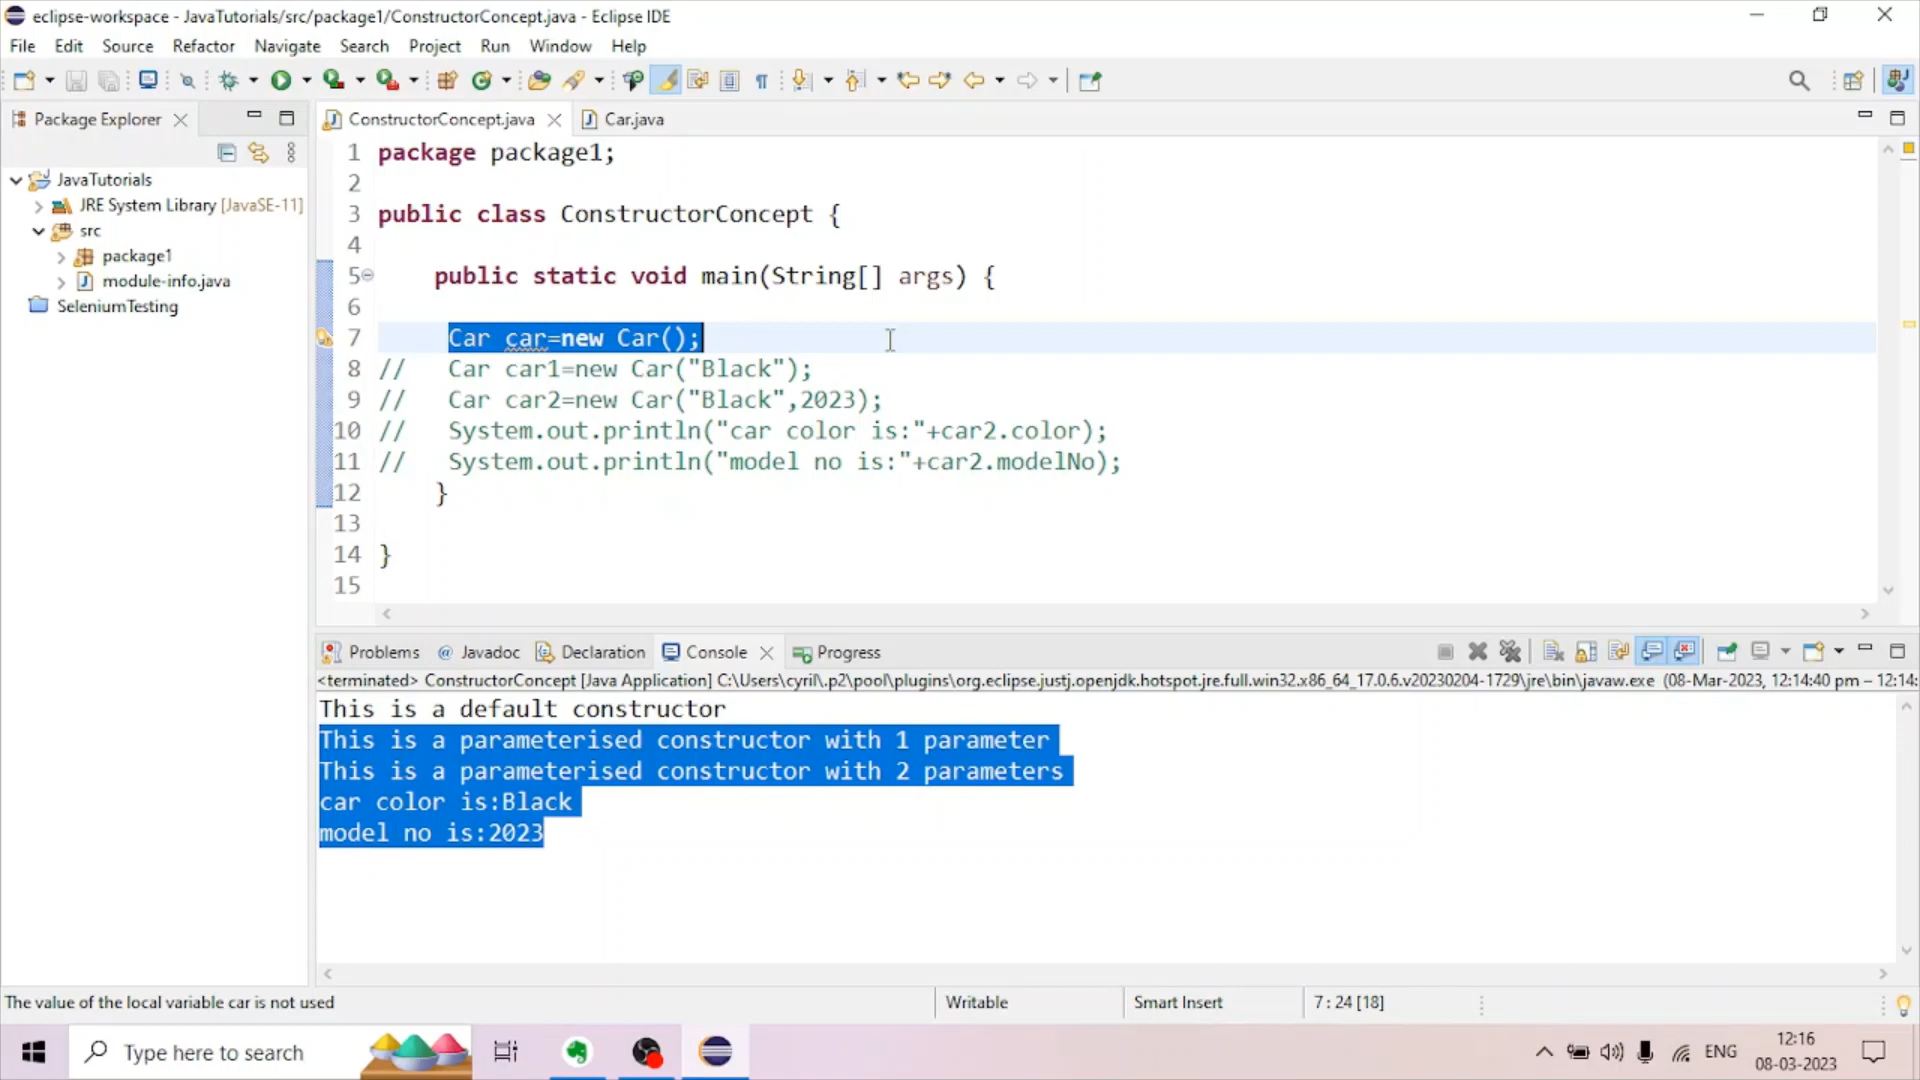 eclipse-workspace - JavaTutorials/src/package1/ConstructorConcept.java - Eclipse IDE
File Edit Source Refactor Navigate Search Project Run Window Help
Package Explorer
ConstructorConcept.java
Car.java
JavaTutorials
JRE System Library [JavaSE-11]
src
package1
module-info.java
SeleniumTesting
1 package package1;
2
3 public class ConstructorConcept {
4
5 public static void main(String[] args) {
6
7 Car car=new Car();
8 // Car car1=new Car("Black");
9 // Car car2=new Car("Black",2023);
10 // System.out.println("car color is:"+car2.color);
11 // System.out.println("model no is:"+car2.modelNo);
12 }
13
14 }
15
Problems @ Javadoc Declaration Console Progress
<terminated> ConstructorConcept [Java Application] C:\Users\cyril\.p2\pool\plugins\org.eclipse.justj.openjdk.hotspot.jre.full.win32.x86_64_17.0.6.v20230204-1729\jre\bin\javaw.exe (08-Mar-2023, 12:14:40 pm – 12:14:
This is a default constructor
This is a parameterised constructor with 1 parameter
This is a parameterised constructor with 2 parameters
car color is:Black
model no is:2023
The value of the local variable car is not used
Writable
Smart Insert
7 : 24 [18]
Type here to search
ENG
12:16
08-03-2023